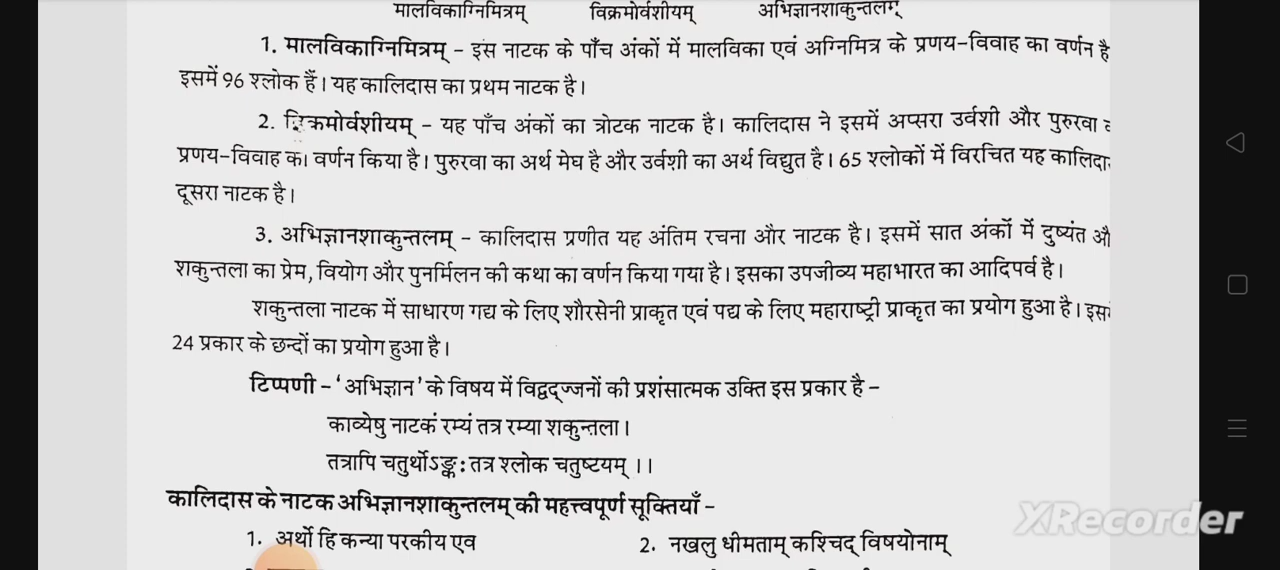 मालविकाग्निमित्रम् विक्रमोर्वशीयम् अभिज्ञानशाकुन्तलम्
1. मालविकाग्निमित्रम् – इस नाटक के पाँच अंकों में मालविका एवं अग्निमित्र के प्रणय-विवाह का वर्णन है
इसमें 96 श्लोक हैं। यह कालिदास का प्रथम नाटक है।
2. विक्रमोर्वशीयम् – यह पाँच अंकों का त्रोटक नाटक है। कालिदास ने इसमें अप्सरा उर्वशी और पुरुरवा
प्रणय-विवाह का वर्णन किया है। पुरुरवा का अर्थ मेघ है और उर्वशी का अर्थ विद्युत है। 65 श्लोकों में विरचित यह कालिदा
दूसरा नाटक है।
3. अभिज्ञानशाकुन्तलम् – कालिदास प्रणीत यह अंतिम रचना और नाटक है। इसमें सात अंकों में दुष्यंत औ
शकुन्तला का प्रेम, वियोग और पुनर्मिलन की कथा का वर्णन किया गया है। इसका उपजीव्य महाभारत का आदिपर्व है।
शकुन्तला नाटक में साधारण गद्य के लिए शौरसेनी प्राकृत एवं पद्य के लिए महाराष्ट्री प्राकृत का प्रयोग हुआ है। इस
24 प्रकार के छन्दों का प्रयोग हुआ है।
टिप्पणी – 'अभिज्ञान' के विषय में विद्वद्ज्जनों की प्रशंसात्मक उक्ति इस प्रकार है –
काव्येषु नाटकं रम्यं तत्र रम्या शकुन्तला।
तत्रापि चतुर्थोऽङ्कः तत्र श्लोक चतुष्टयम् ।।
कालिदास के नाटक अभिज्ञानशाकुन्तलम् की महत्त्वपूर्ण सूक्तियाँ –
1. अर्थो हि कन्या परकीय एव 2. नखलु धीमताम् कश्चिद् विषयोनाम्
XRecorder